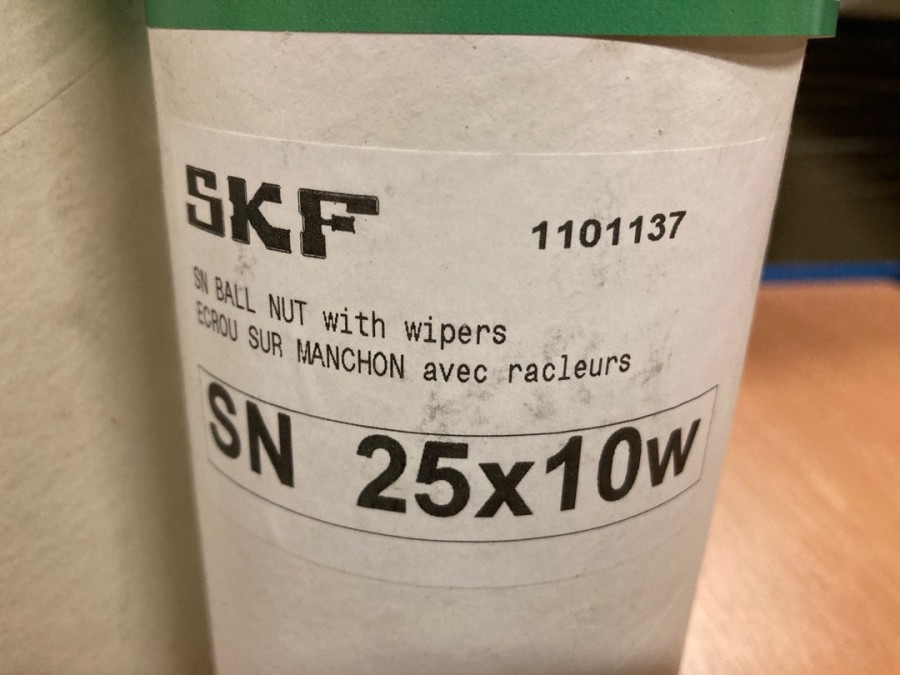 SKF
1101137
SN BALL NUT with wipers
ECROU SUR MANCHON avec racleurs
SN 25x10w